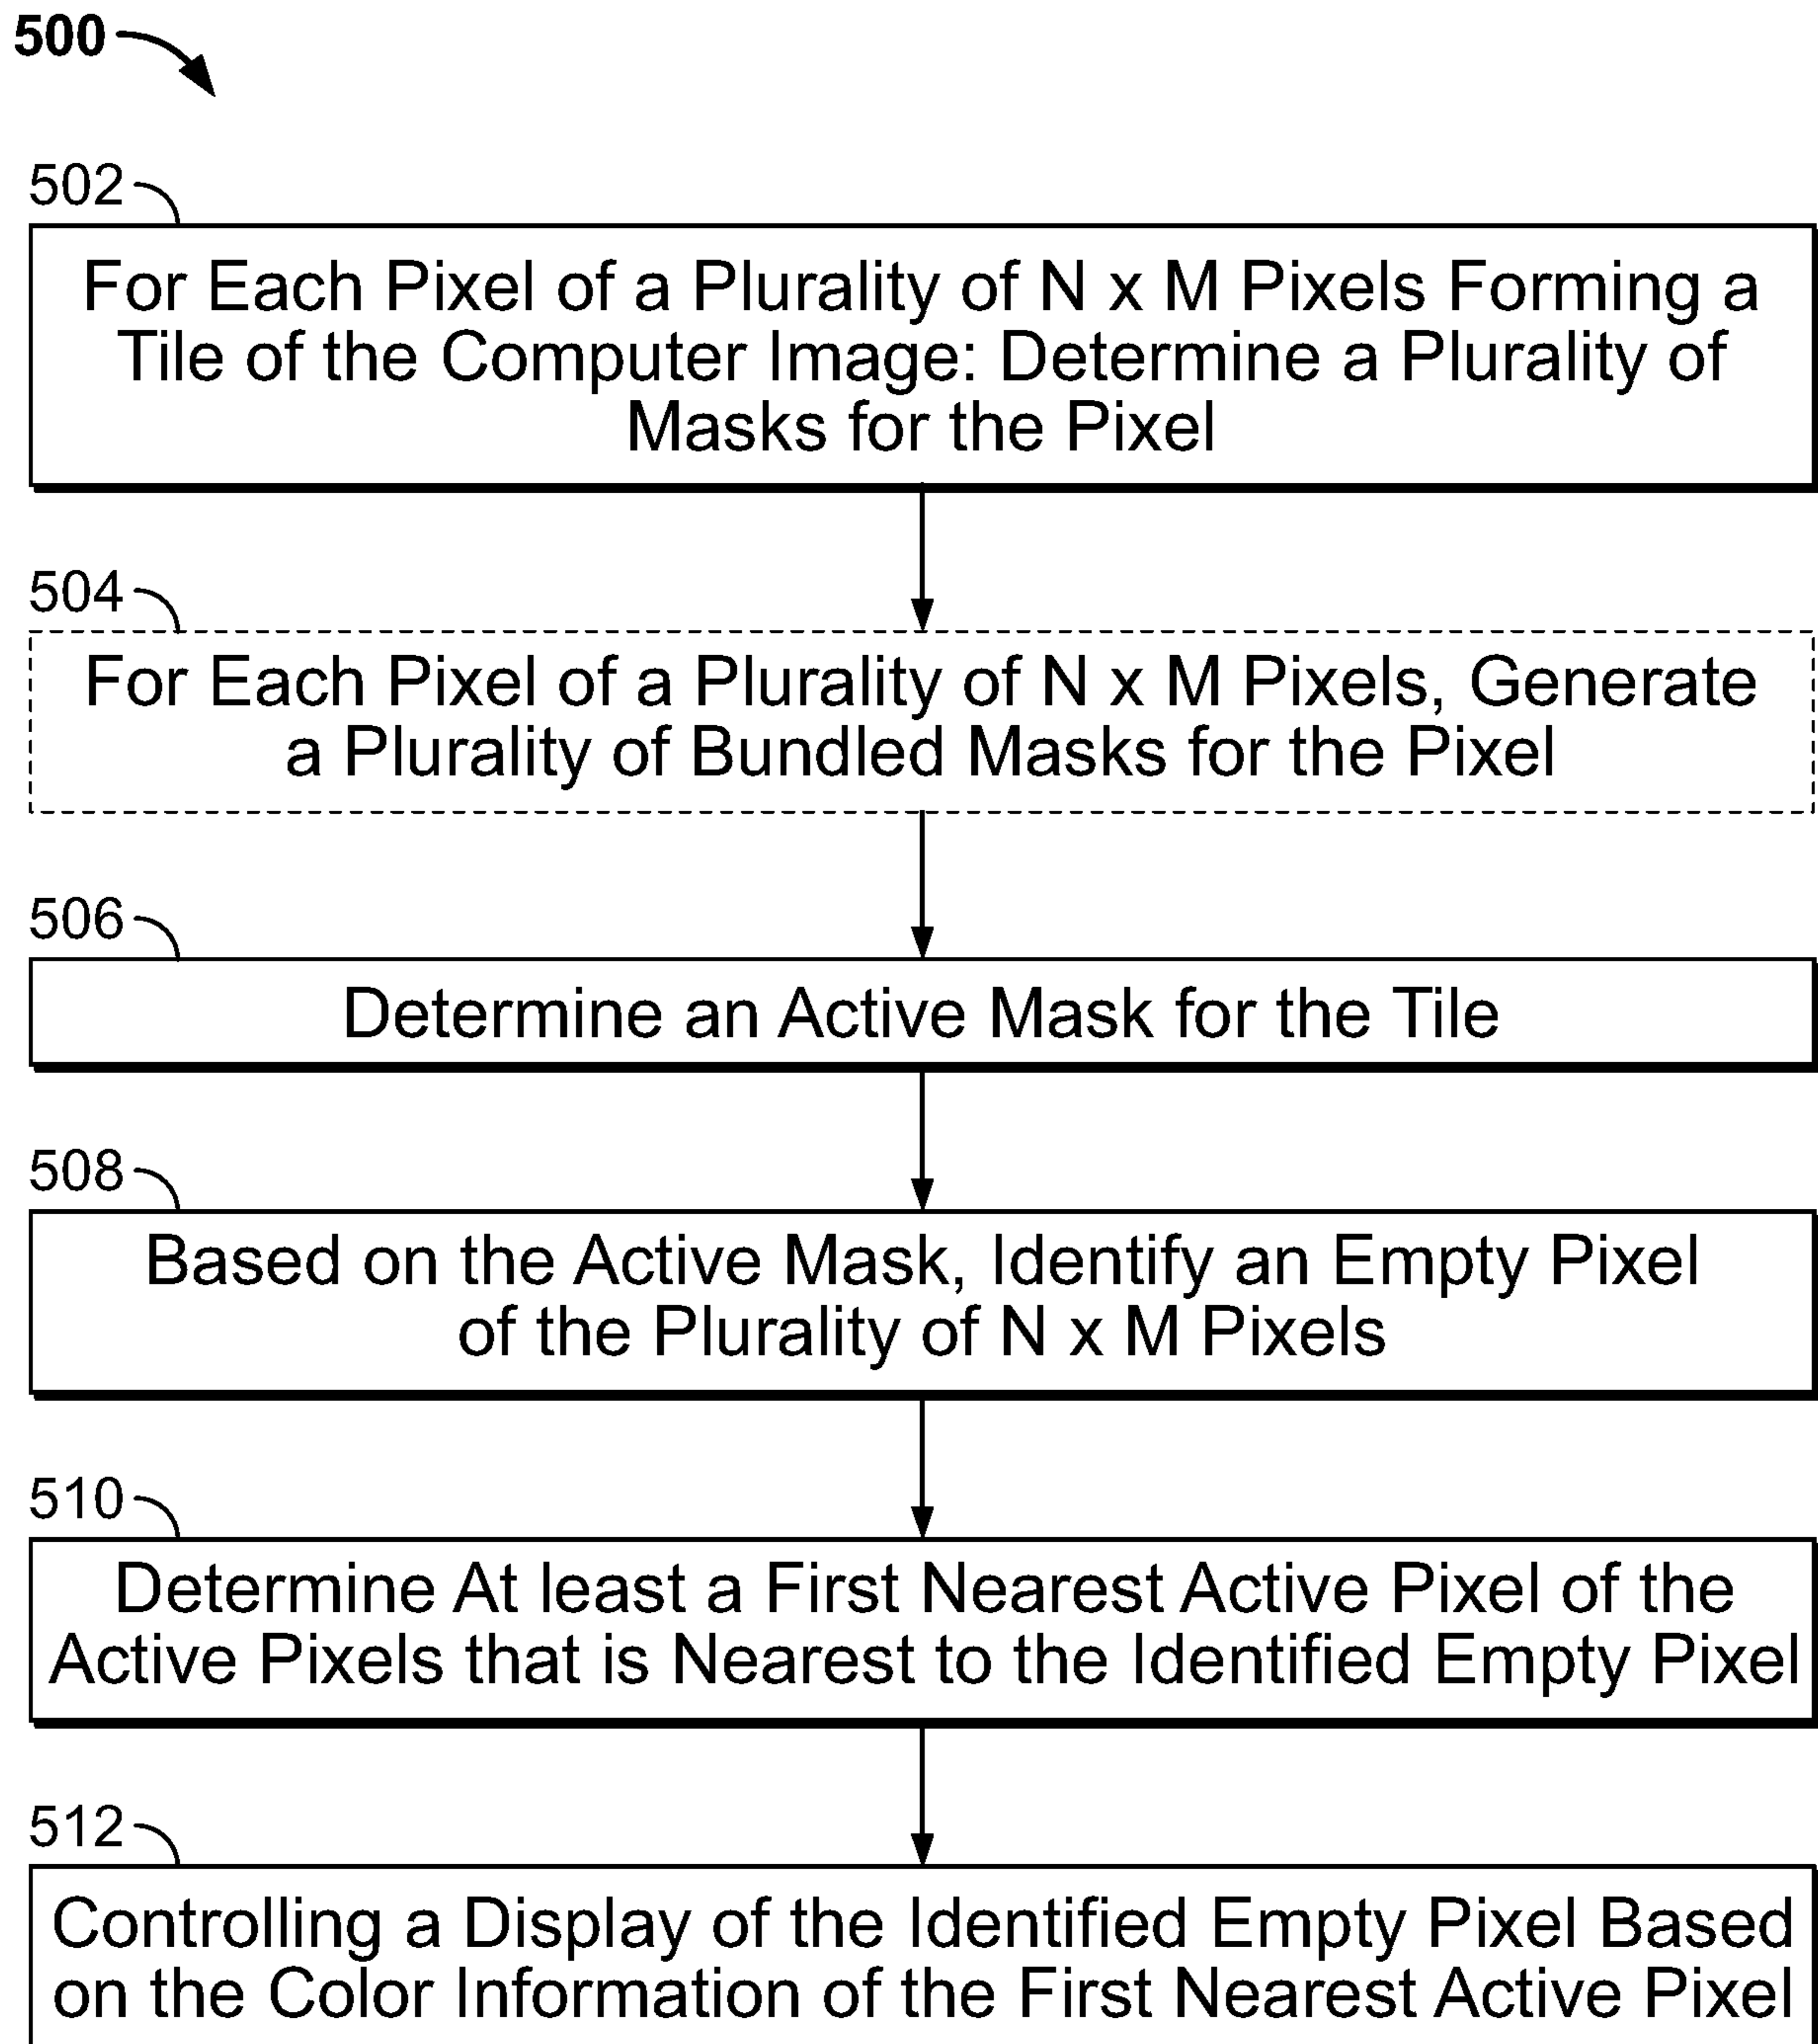 500
502
For Each Pixel of a Plurality of N x M Pixels Forming a
Tile of the Computer Image: Determine a Plurality of
Masks for the Pixel
504
For Each Pixel of a Plurality of N x M Pixels, Generate
a Plurality of Bundled Masks for the Pixel
506
Determine an Active Mask for the Tile
508
Based on the Active Mask, Identify an Empty Pixel
of the Plurality of N x M Pixels
510
Determine At least a First Nearest Active Pixel of the
Active Pixels that is Nearest to the Identified Empty Pixel
512
Controlling a Display of the Identified Empty Pixel Based
on the Color Information of the First Nearest Active Pixel